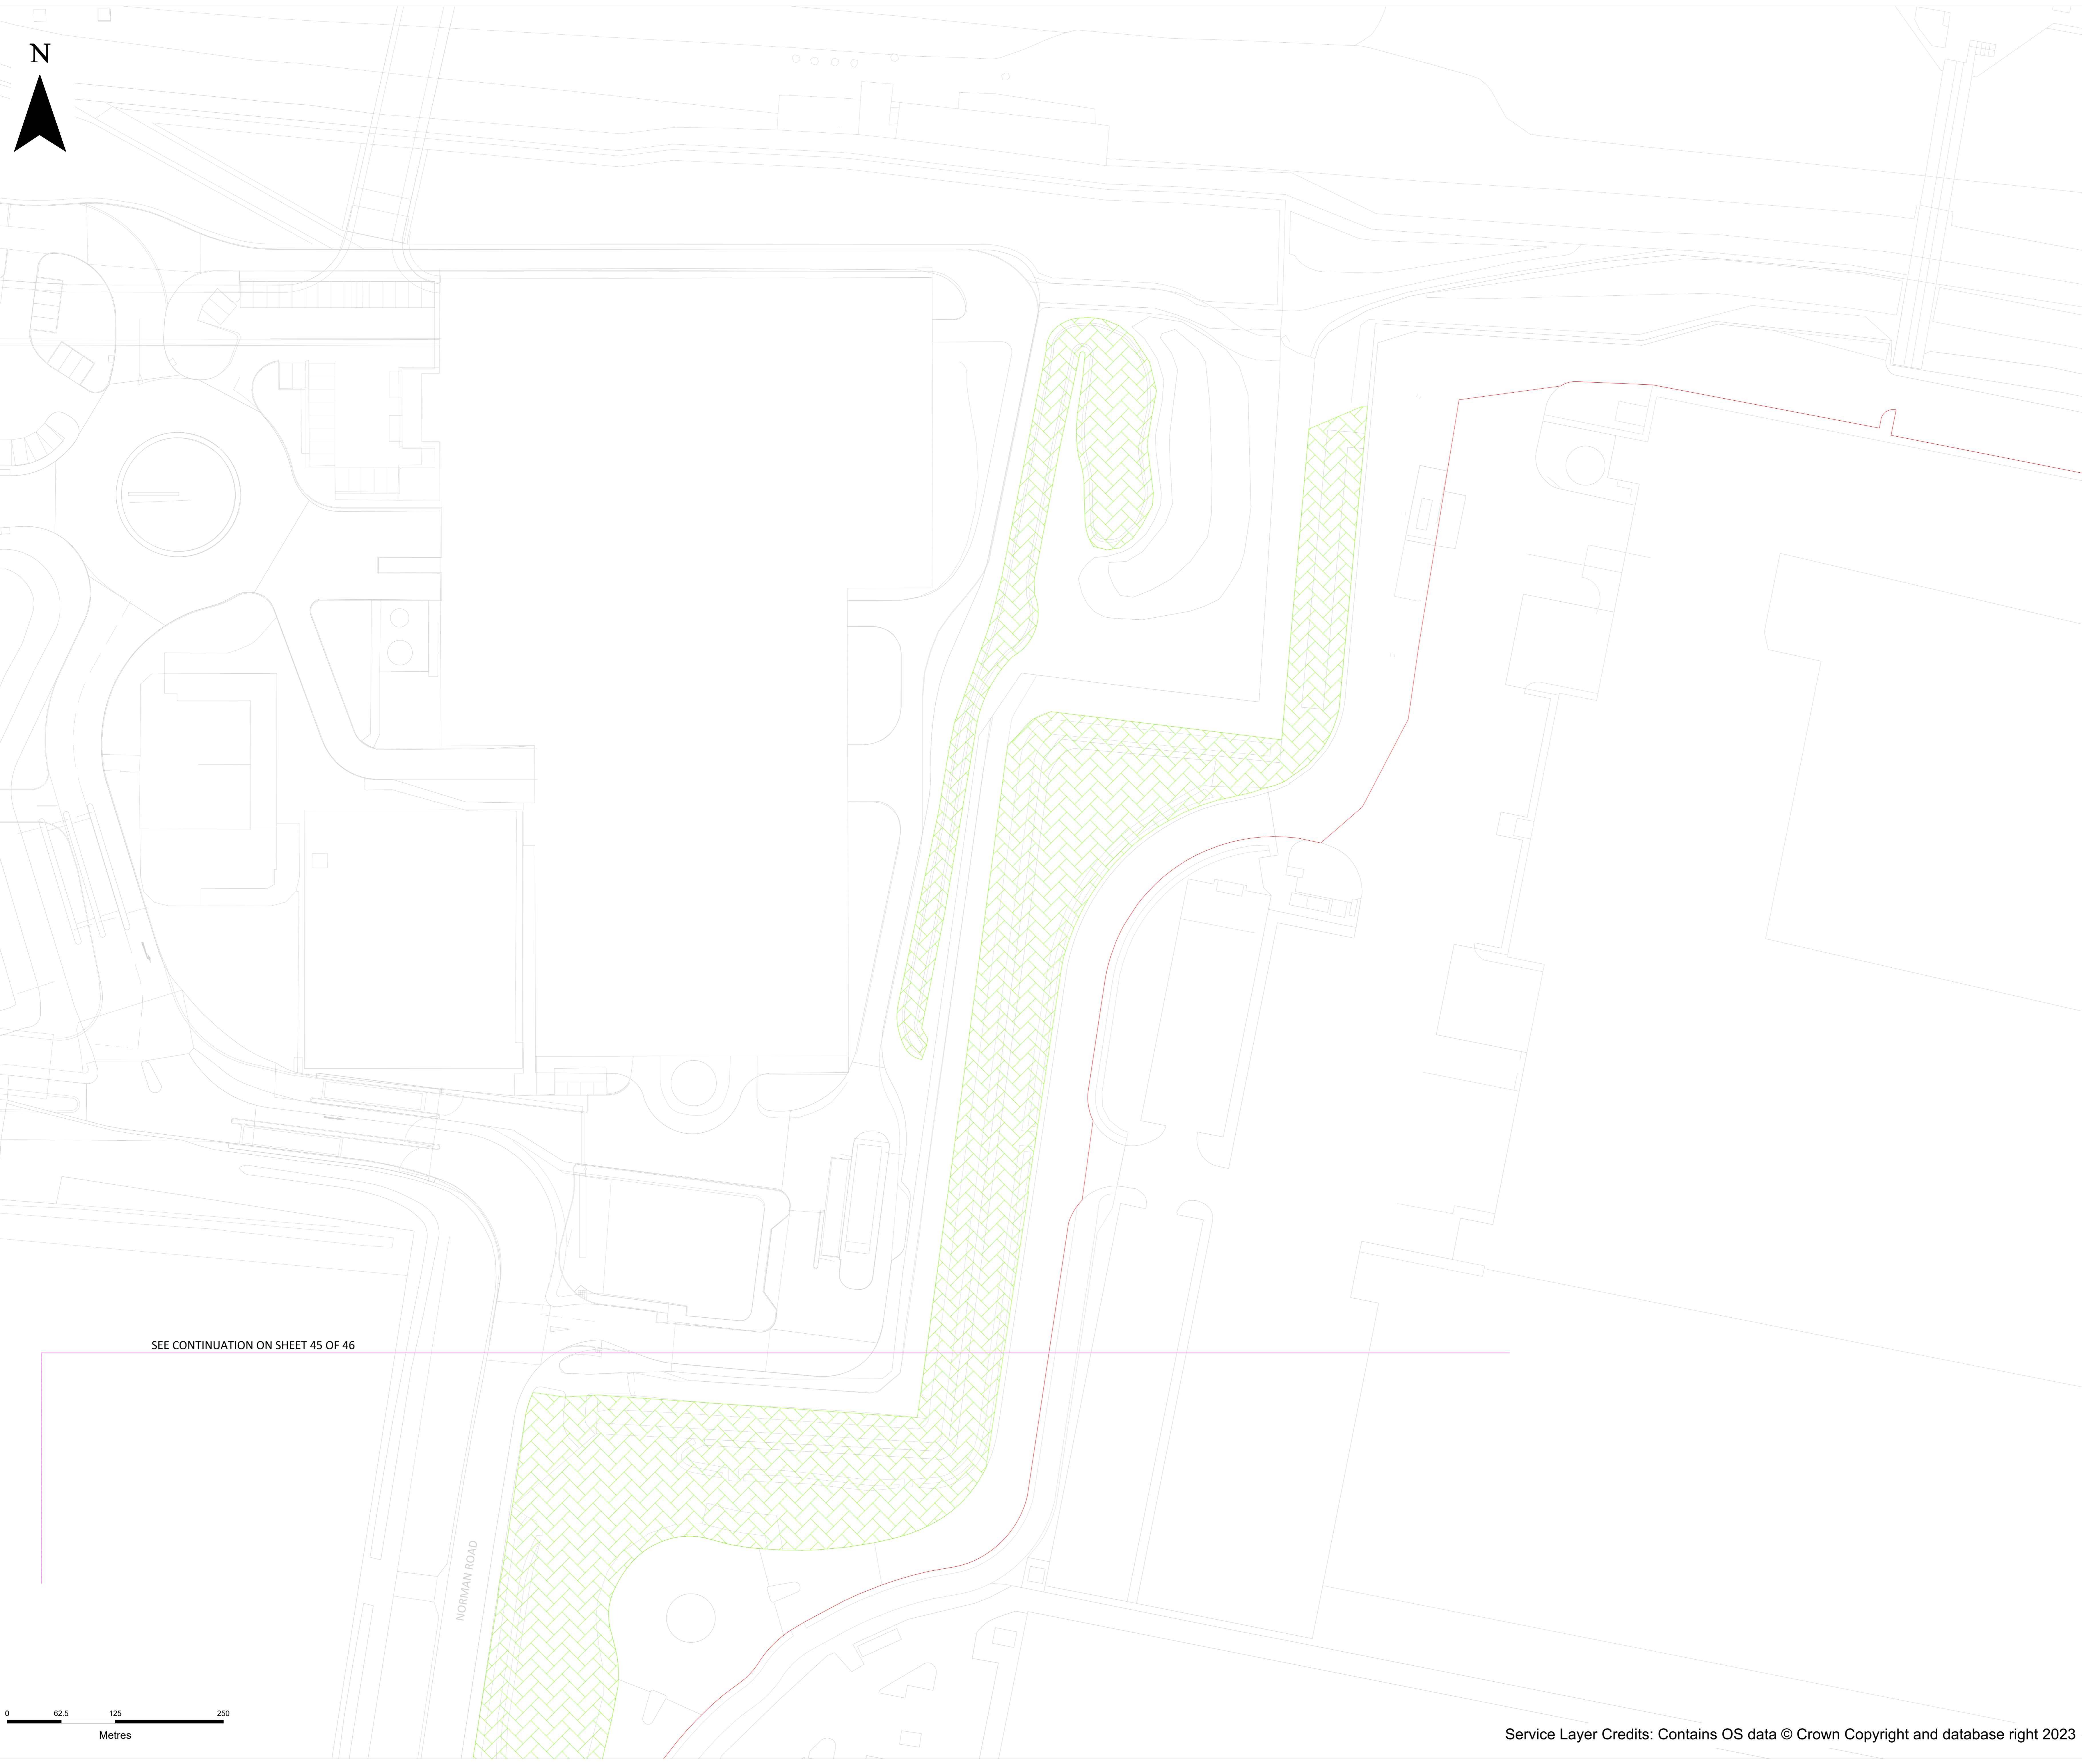 N
SEE CONTINUATION ON SHEET 45 OF 46
NORMAN ROAD
0 62.5 125 250
Metres
Service Layer Credits: Contains OS data © Crown Copyright and database right 2023